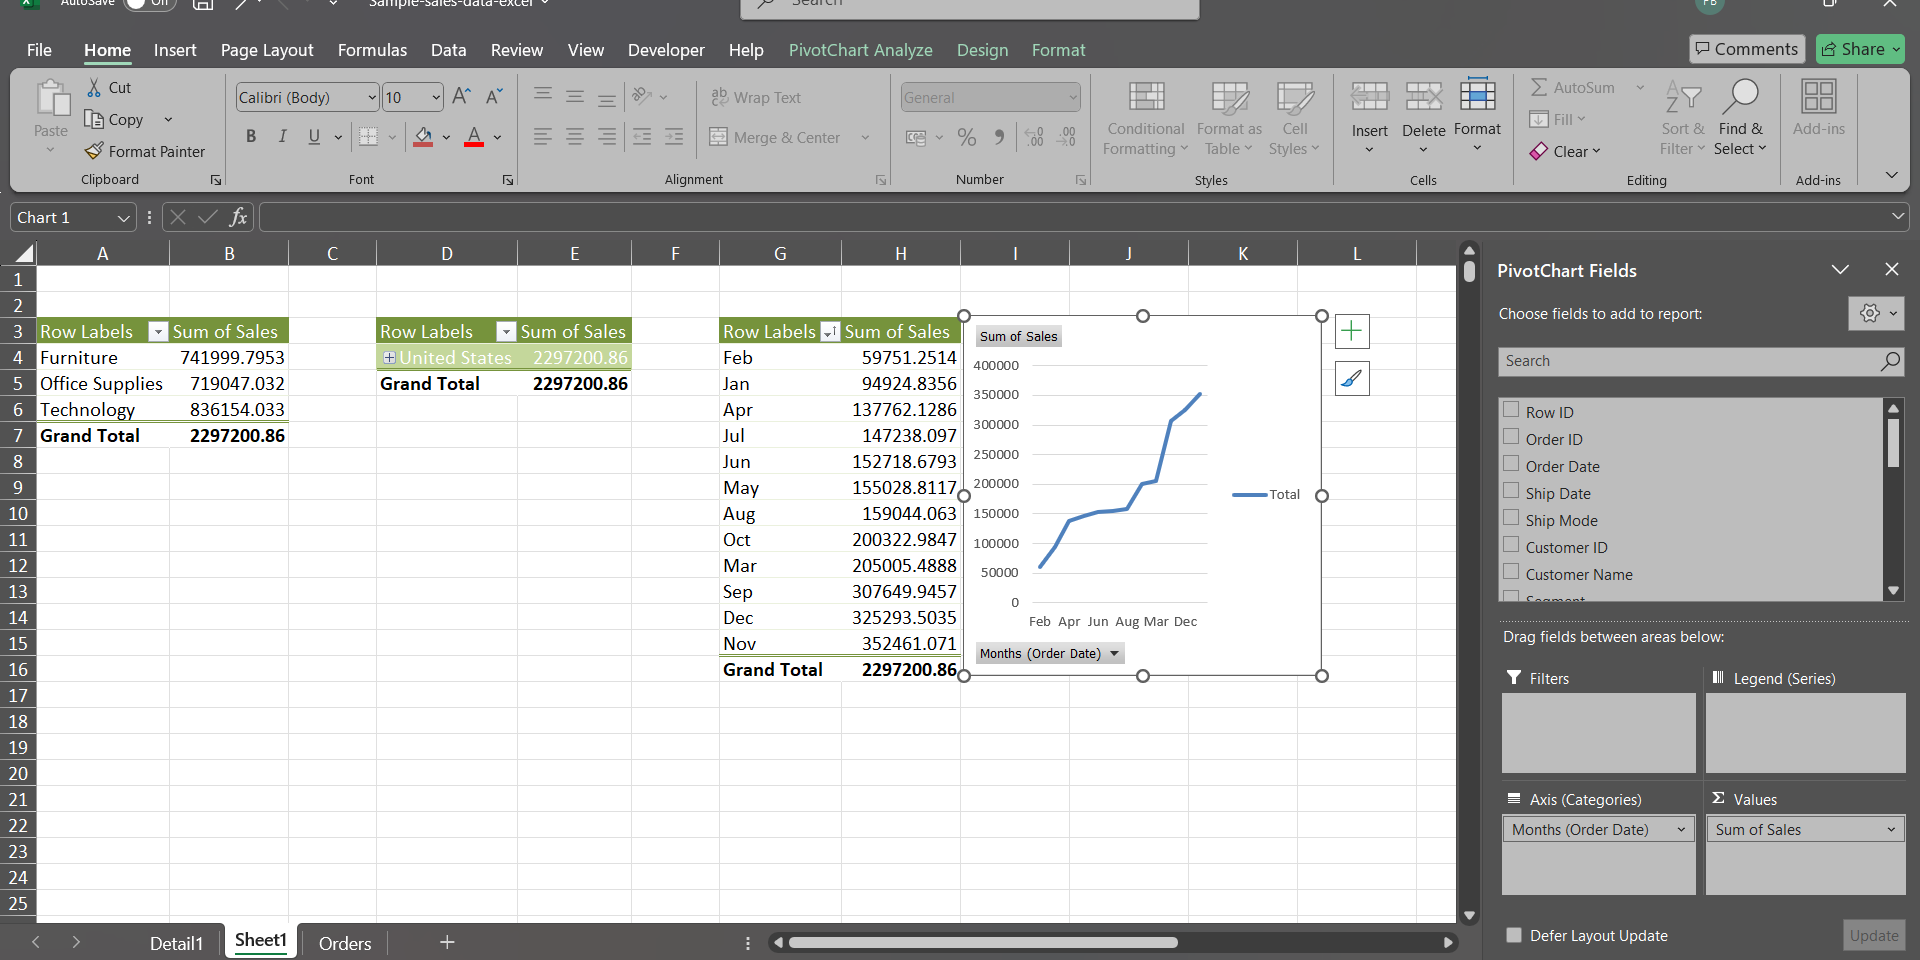 AutoSave Off Sample-sales-data-excel Search PB
File Home Insert Page Layout Formulas Data Review View Developer Help PivotChart Analyze Design Format Comments Share
Paste Cut Copy Format Painter
Calibri (Body) 10
B I U
Wrap Text
Merge & Center
General
Conditional Formatting
Format as Table
Cell Styles
Insert Delete Format
AutoSum
Fill
Clear
Sort & Filter
Find & Select
Add-ins
Clipboard Font Alignment Number Styles Cells Editing Add-ins
Chart 1 fx
A B C D E F G H I J K L
1
2
3 Row Labels Sum of Sales Row Labels Sum of Sales Row Labels Sum of Sales
4 Furniture 741999.7953 United States 2297200.86 Feb 59751.2514
5 Office Supplies 719047.032 Grand Total 2297200.86 Jan 94924.8356
6 Technology 836154.033 Apr 137762.1286
7 Grand Total 2297200.86 Jul 147238.097
8 Jun 152718.6793
9 May 155028.8117
10 Aug 159044.063
11 Oct 200322.9847
12 Mar 205005.4888
13 Sep 307649.9457
14 Dec 325293.5035
15 Nov 352461.071
16 Grand Total 2297200.86
17
18
19
20
21
22
23
24
25
Sum of Sales
400000
350000
300000
250000
200000
150000
100000
50000
0
Feb Apr Jun Aug Mar Dec
Total
Months (Order Date)
PivotChart Fields
Choose fields to add to report:
Search
Row ID
Order ID
Order Date
Ship Date
Ship Mode
Customer ID
Customer Name
Segment
Drag fields between areas below:
Filters Legend (Series)
Axis (Categories) Values
Months (Order Date) Sum of Sales
Defer Layout Update Update
Detail1 Sheet1 Orders